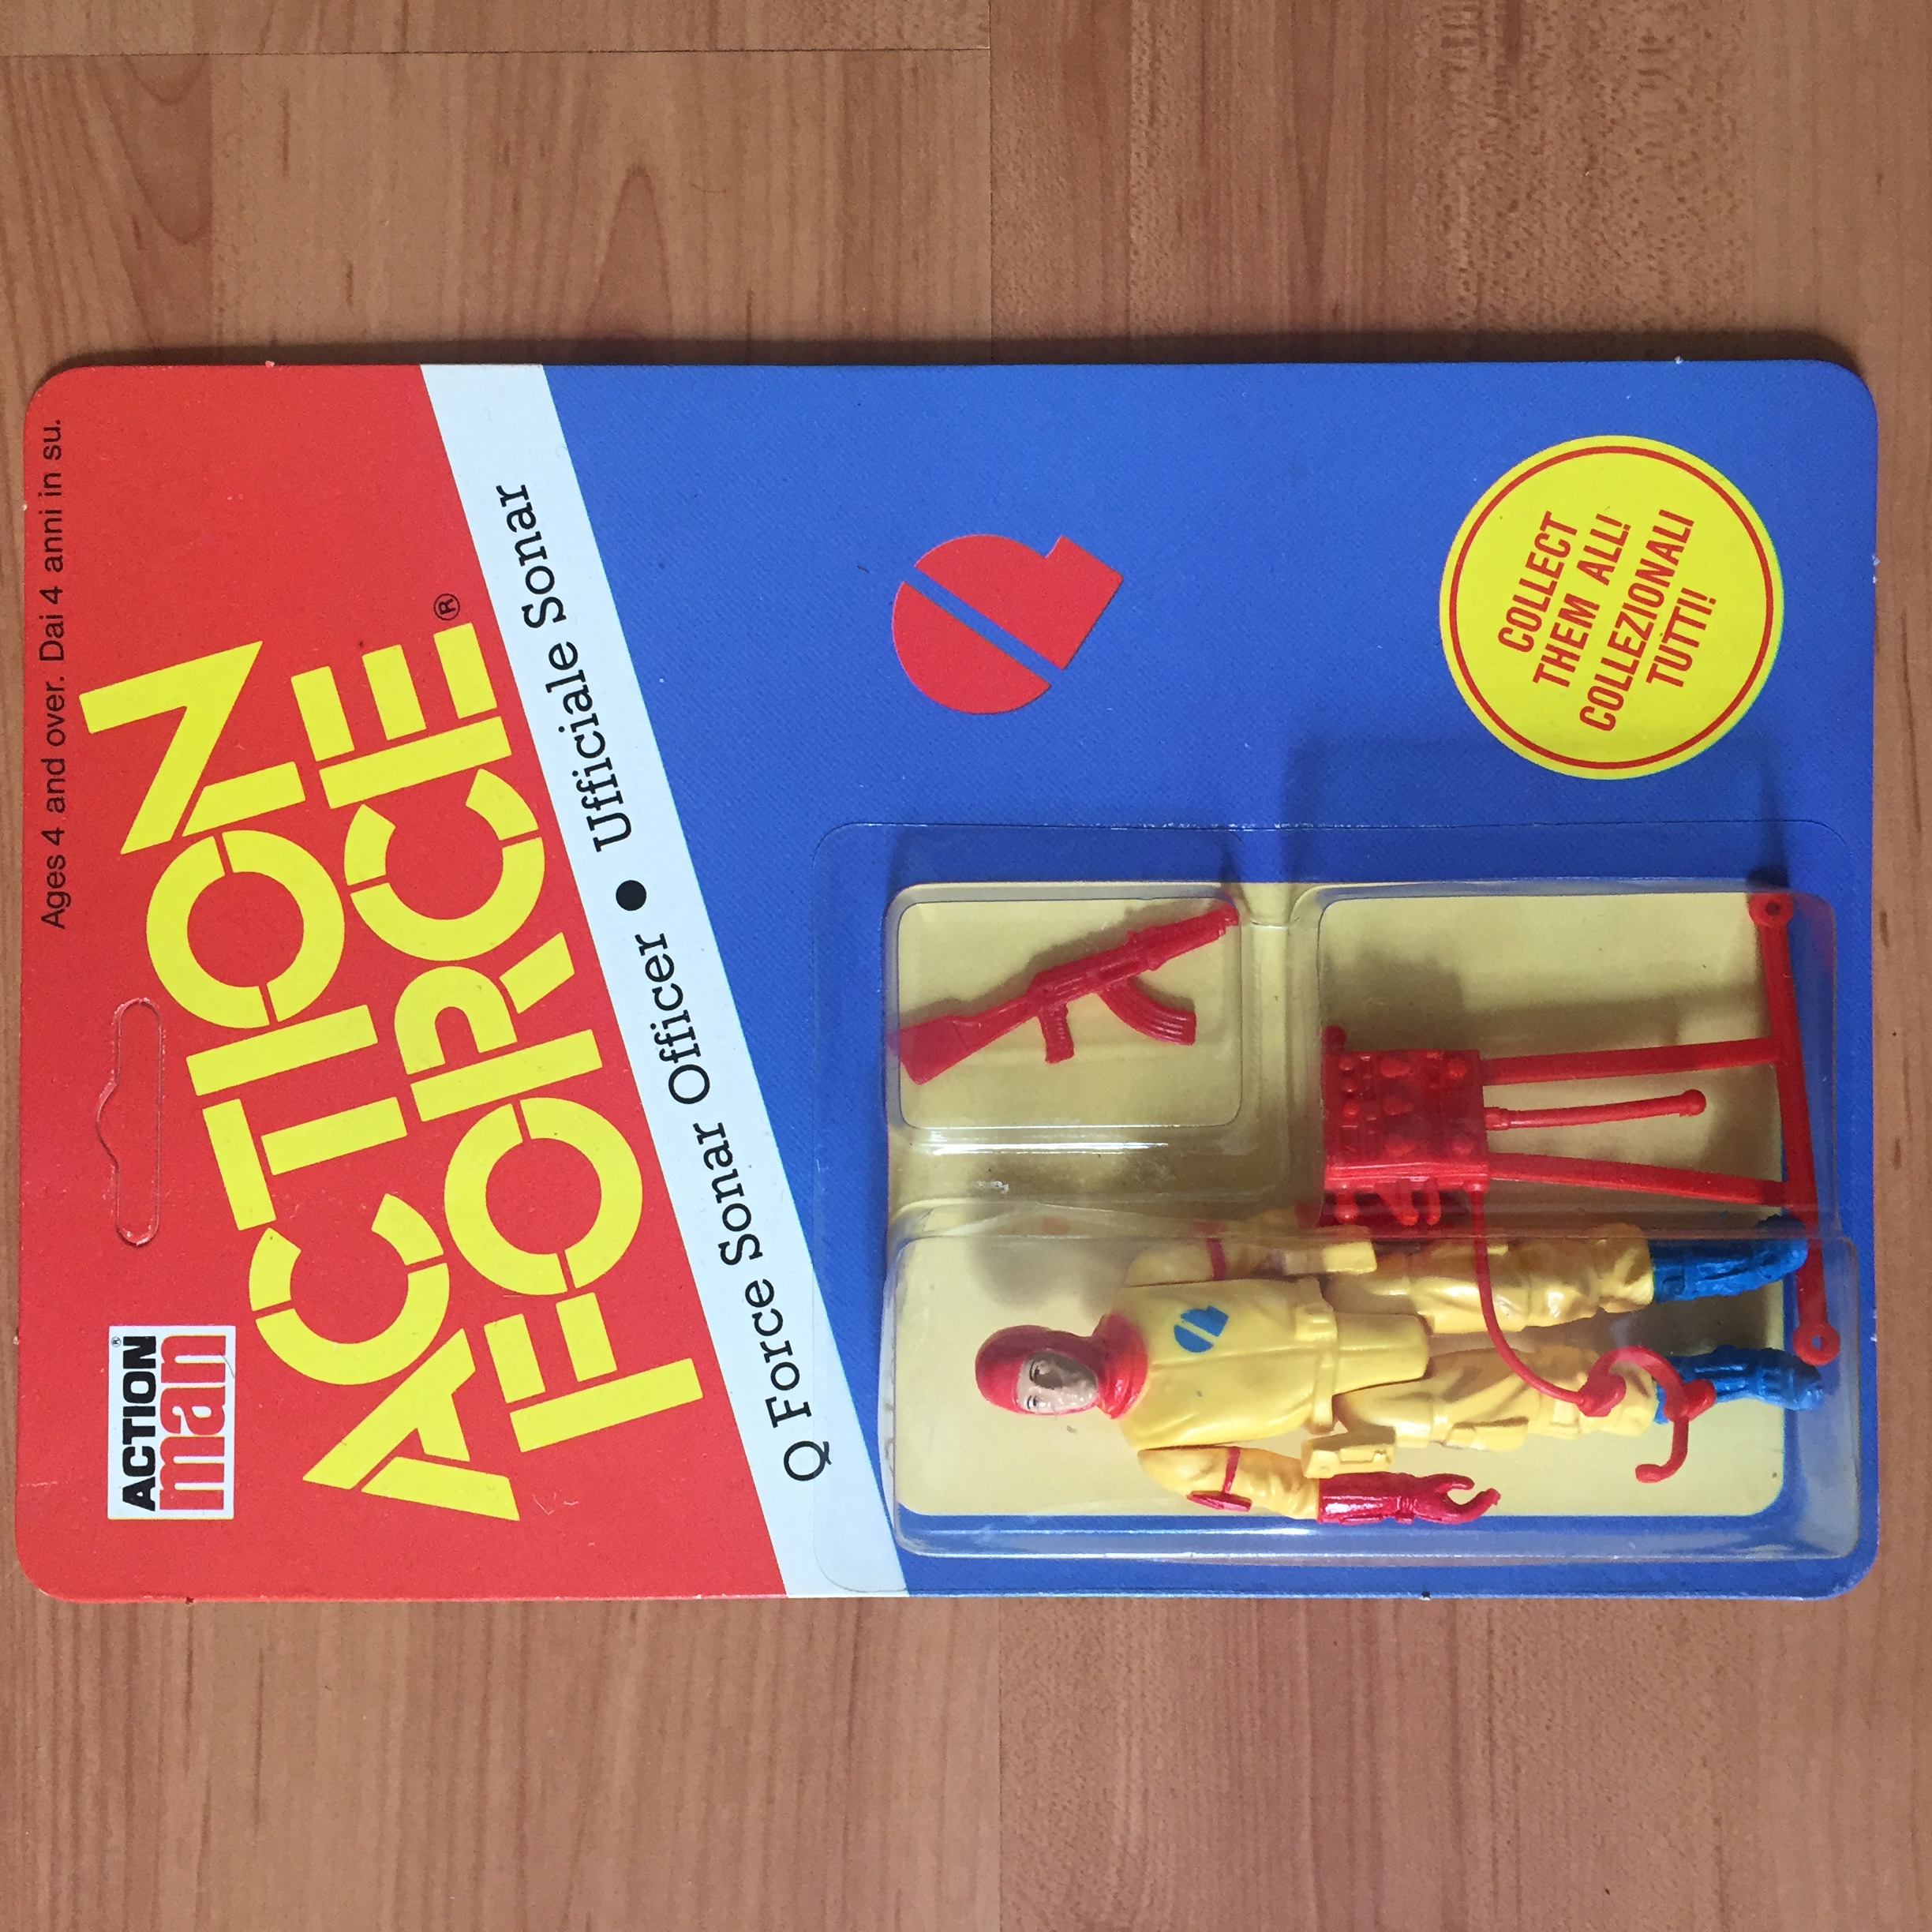 Ages 4 and over. Dai 4 anni in su.
ACTION®
man
ACTION
FORCE®
Q Force Sonar Officer • Ufficiale Sonar
COLLECT
THEM ALL!
COLLEZIONALI
TUTTI!